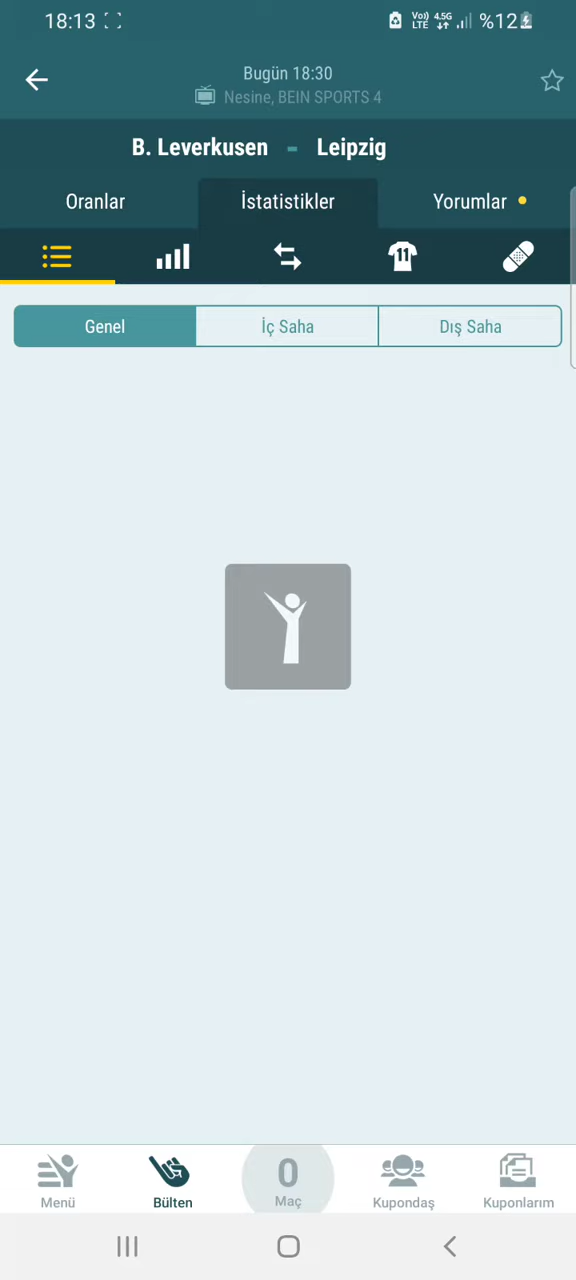 18:13
Vo)) LTE 4.5G %12
Bugün 18:30
Nesine, BEIN SPORTS 4
B. Leverkusen - Leipzig
Oranlar İstatistikler Yorumlar
11
Genel İç Saha Dış Saha
0
Menü Bülten Maç Kupondaş Kuponlarım